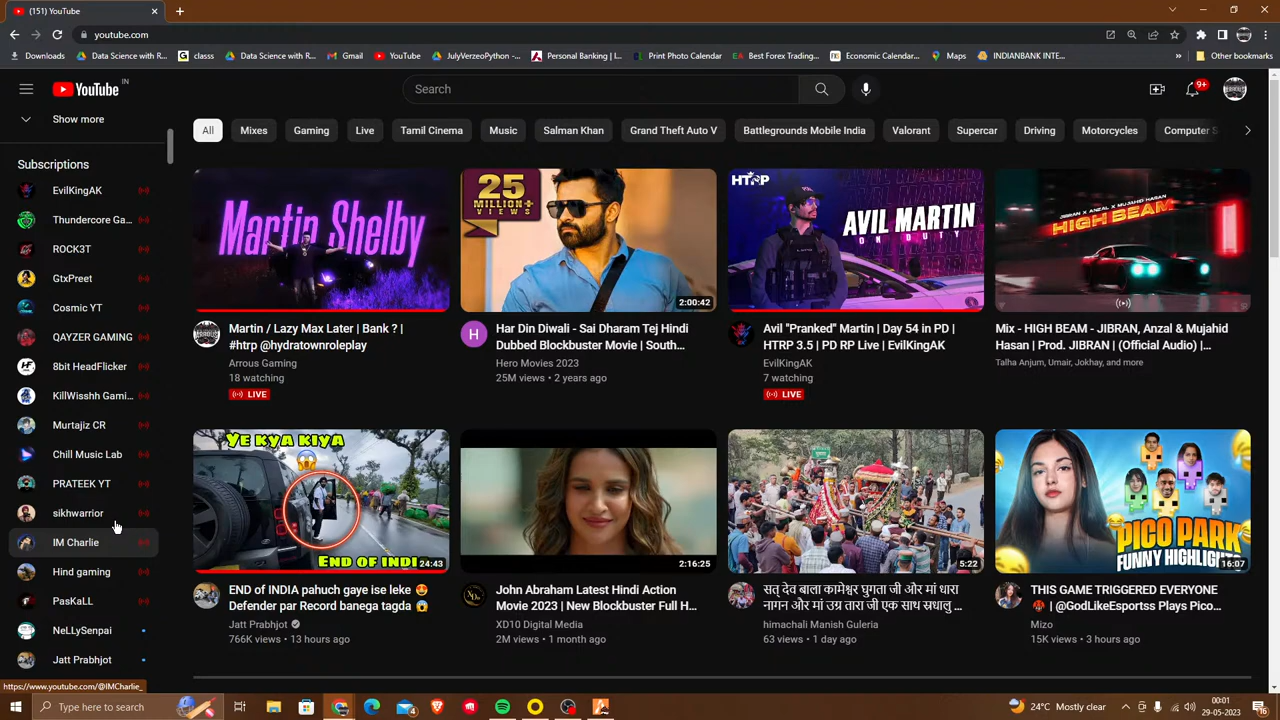 (151) YouTube
youtube.com
Downloads
Data Science with R...
classs
Data Science with R...
Gmail
YouTube
JulyVerzeoPython -...
Personal Banking | I...
Print Photo Calendar
Best Forex Trading...
Economic Calendar...
Maps
INDIANBANK INTE...
»
Other bookmarks
YouTube IN
Search
9+
Show more
All
Mixes
Gaming
Live
Tamil Cinema
Music
Salman Khan
Grand Theft Auto V
Battlegrounds Mobile India
Valorant
Supercar
Driving
Motorcycles
Computer S
Subscriptions
EvilKingAK
Thundercore Ga...
ROCK3T
GtxPreet
Cosmic YT
QAYZER GAMING
8bit HeadFlicker
KillWisshh Gami...
Murtajiz CR
Chill Music Lab
PRATEEK YT
sikhwarrior
IM Charlie
Hind gaming
PasKaLL
NeLLySenpai
Jatt Prabhjot
Martin Shelby
Martin / Lazy Max Later | Bank ? |
#htrp @hydratownroleplay
Arrous Gaming
18 watching
LIVE
25
MILLION+
VIEWS
2:00:42
Har Din Diwali - Sai Dharam Tej Hindi
Dubbed Blockbuster Movie | South...
Hero Movies 2023
25M views • 2 years ago
HTRP
AVIL MARTIN
ON DUTY
Avil "Pranked" Martin | Day 54 in PD |
HTRP 3.5 | PD RP Live | EvilKingAK
EvilKingAK
7 watching
LIVE
JIBRAN, ANZAL X MUJAHID HASAN
HIGH BEAM
Mix - HIGH BEAM - JIBRAN, Anzal & Mujahid
Hasan | Prod. JIBRAN | (Official Audio) |...
Talha Anjum, Umair, Jokhay, and more
YE KYA KIYA
END OF INDI
24:43
END of INDIA pahuch gaye ise leke 😍
Defender par Record banega tagda 😱
Jatt Prabhjot
766K views • 13 hours ago
2:16:25
John Abraham Latest Hindi Action
Movie 2023 | New Blockbuster Full H...
XD10 Digital Media
2M views • 1 month ago
5:22
सत् देव बाला कामेश्वर घुगता जी और मां धारा
नागन और मां उग्र तारा जी एक साथ सधालु ...
himachali Manish Guleria
63 views • 1 day ago
PICO PARK
FUNNY HIGHLIGH
16:07
THIS GAME TRIGGERED EVERYONE
@GodLikeEsportss Plays Pico...
Mizo
15K views • 3 hours ago
https://www.youtube.com/@IMCharlie_
Type here to search
4
24°C Mostly clear
ENG
00:01
29-05-2023
16